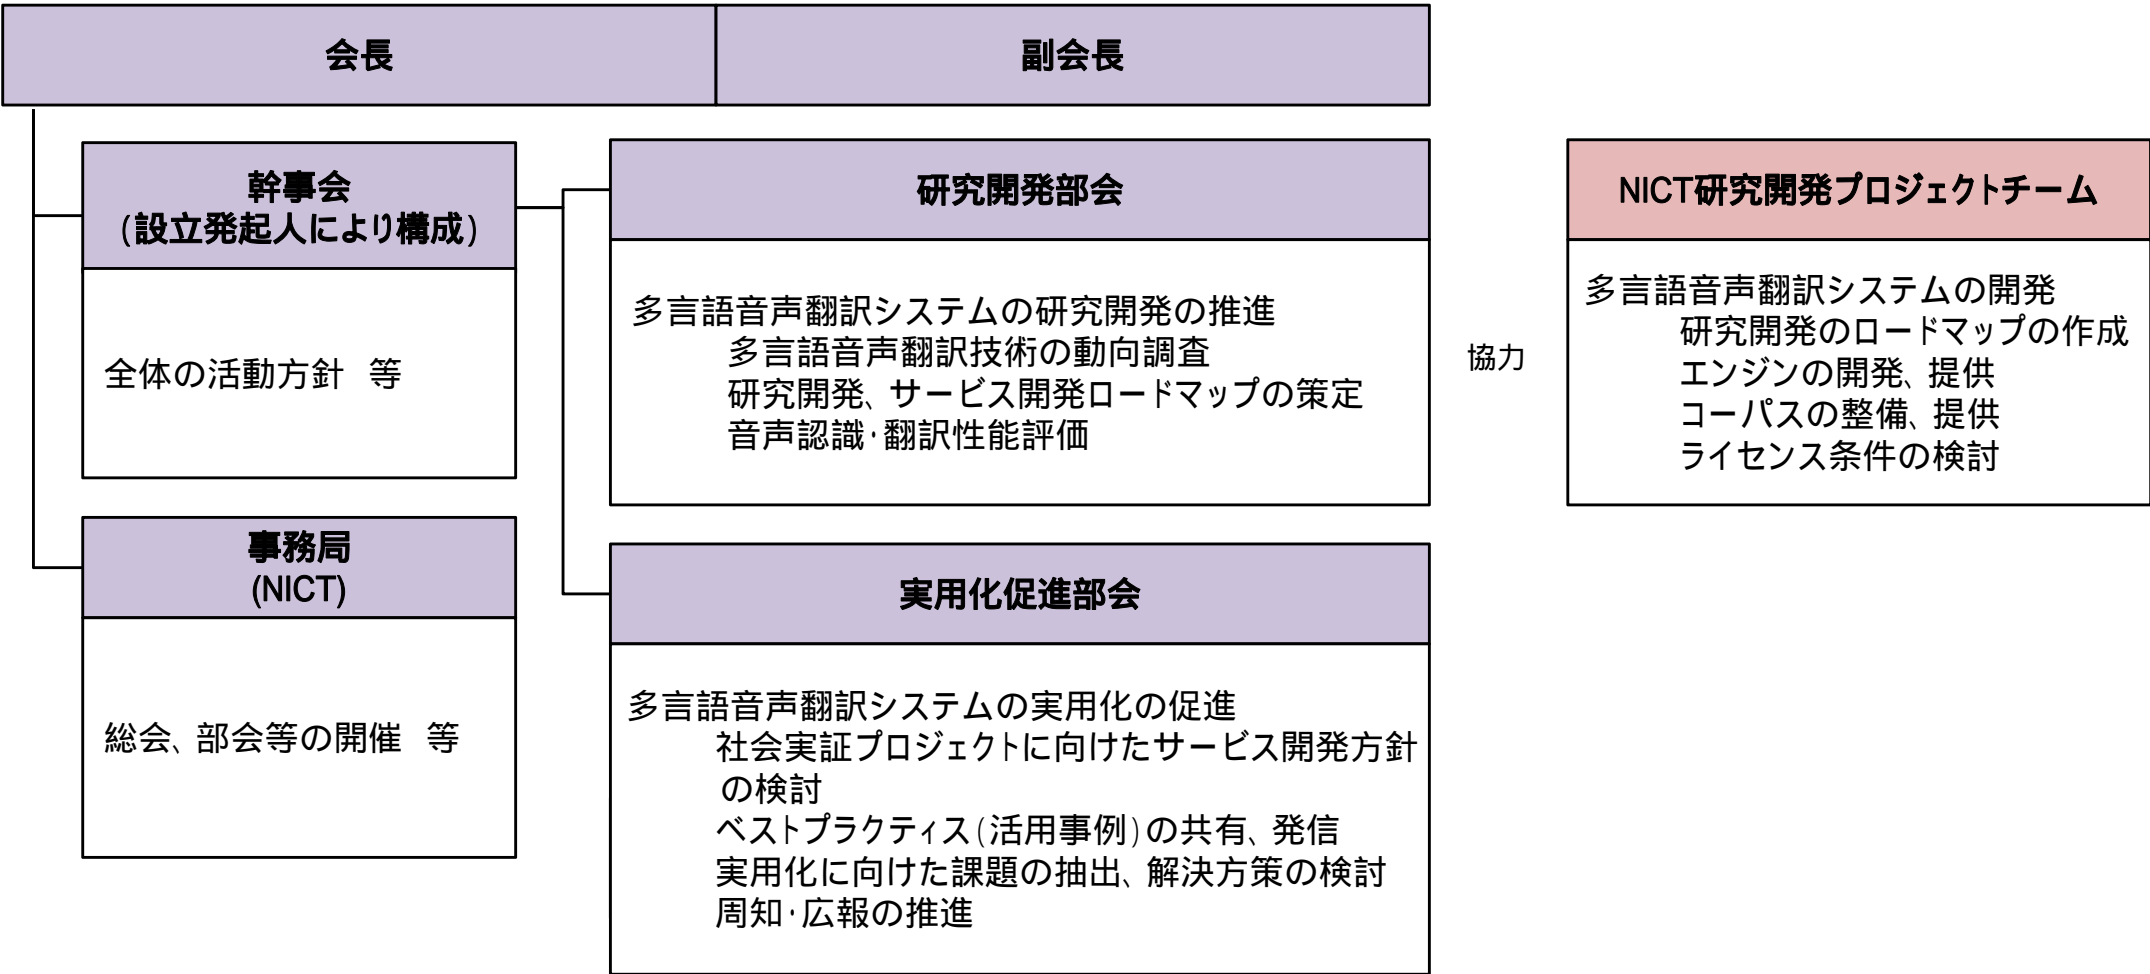 会長
副会長
幹事会
(設立発起人により構成)
全体の活動方針　等
事務局
(NICT)
総会、部会等の開催　等
研究開発部会
多言語音声翻訳システムの研究開発の推進
多言語音声翻訳技術の動向調査
研究開発、サービス開発ロードマップの策定
音声認識・翻訳性能評価
実用化促進部会
多言語音声翻訳システムの実用化の促進
社会実証プロジェクトに向けたサービス開発方針
の検討
ベストプラクティス(活用事例)の共有、発信
実用化に向けた課題の抽出、解決方策の検討
周知・広報の推進
協力
NICT研究開発プロジェクトチーム
多言語音声翻訳システムの開発
研究開発のロードマップの作成
エンジンの開発、提供
コーパスの整備、提供
ライセンス条件の検討